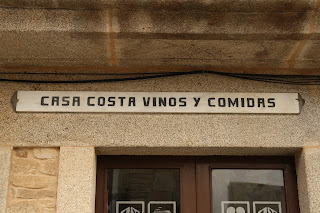 CASA COSTA VINOS Y COMIDAS